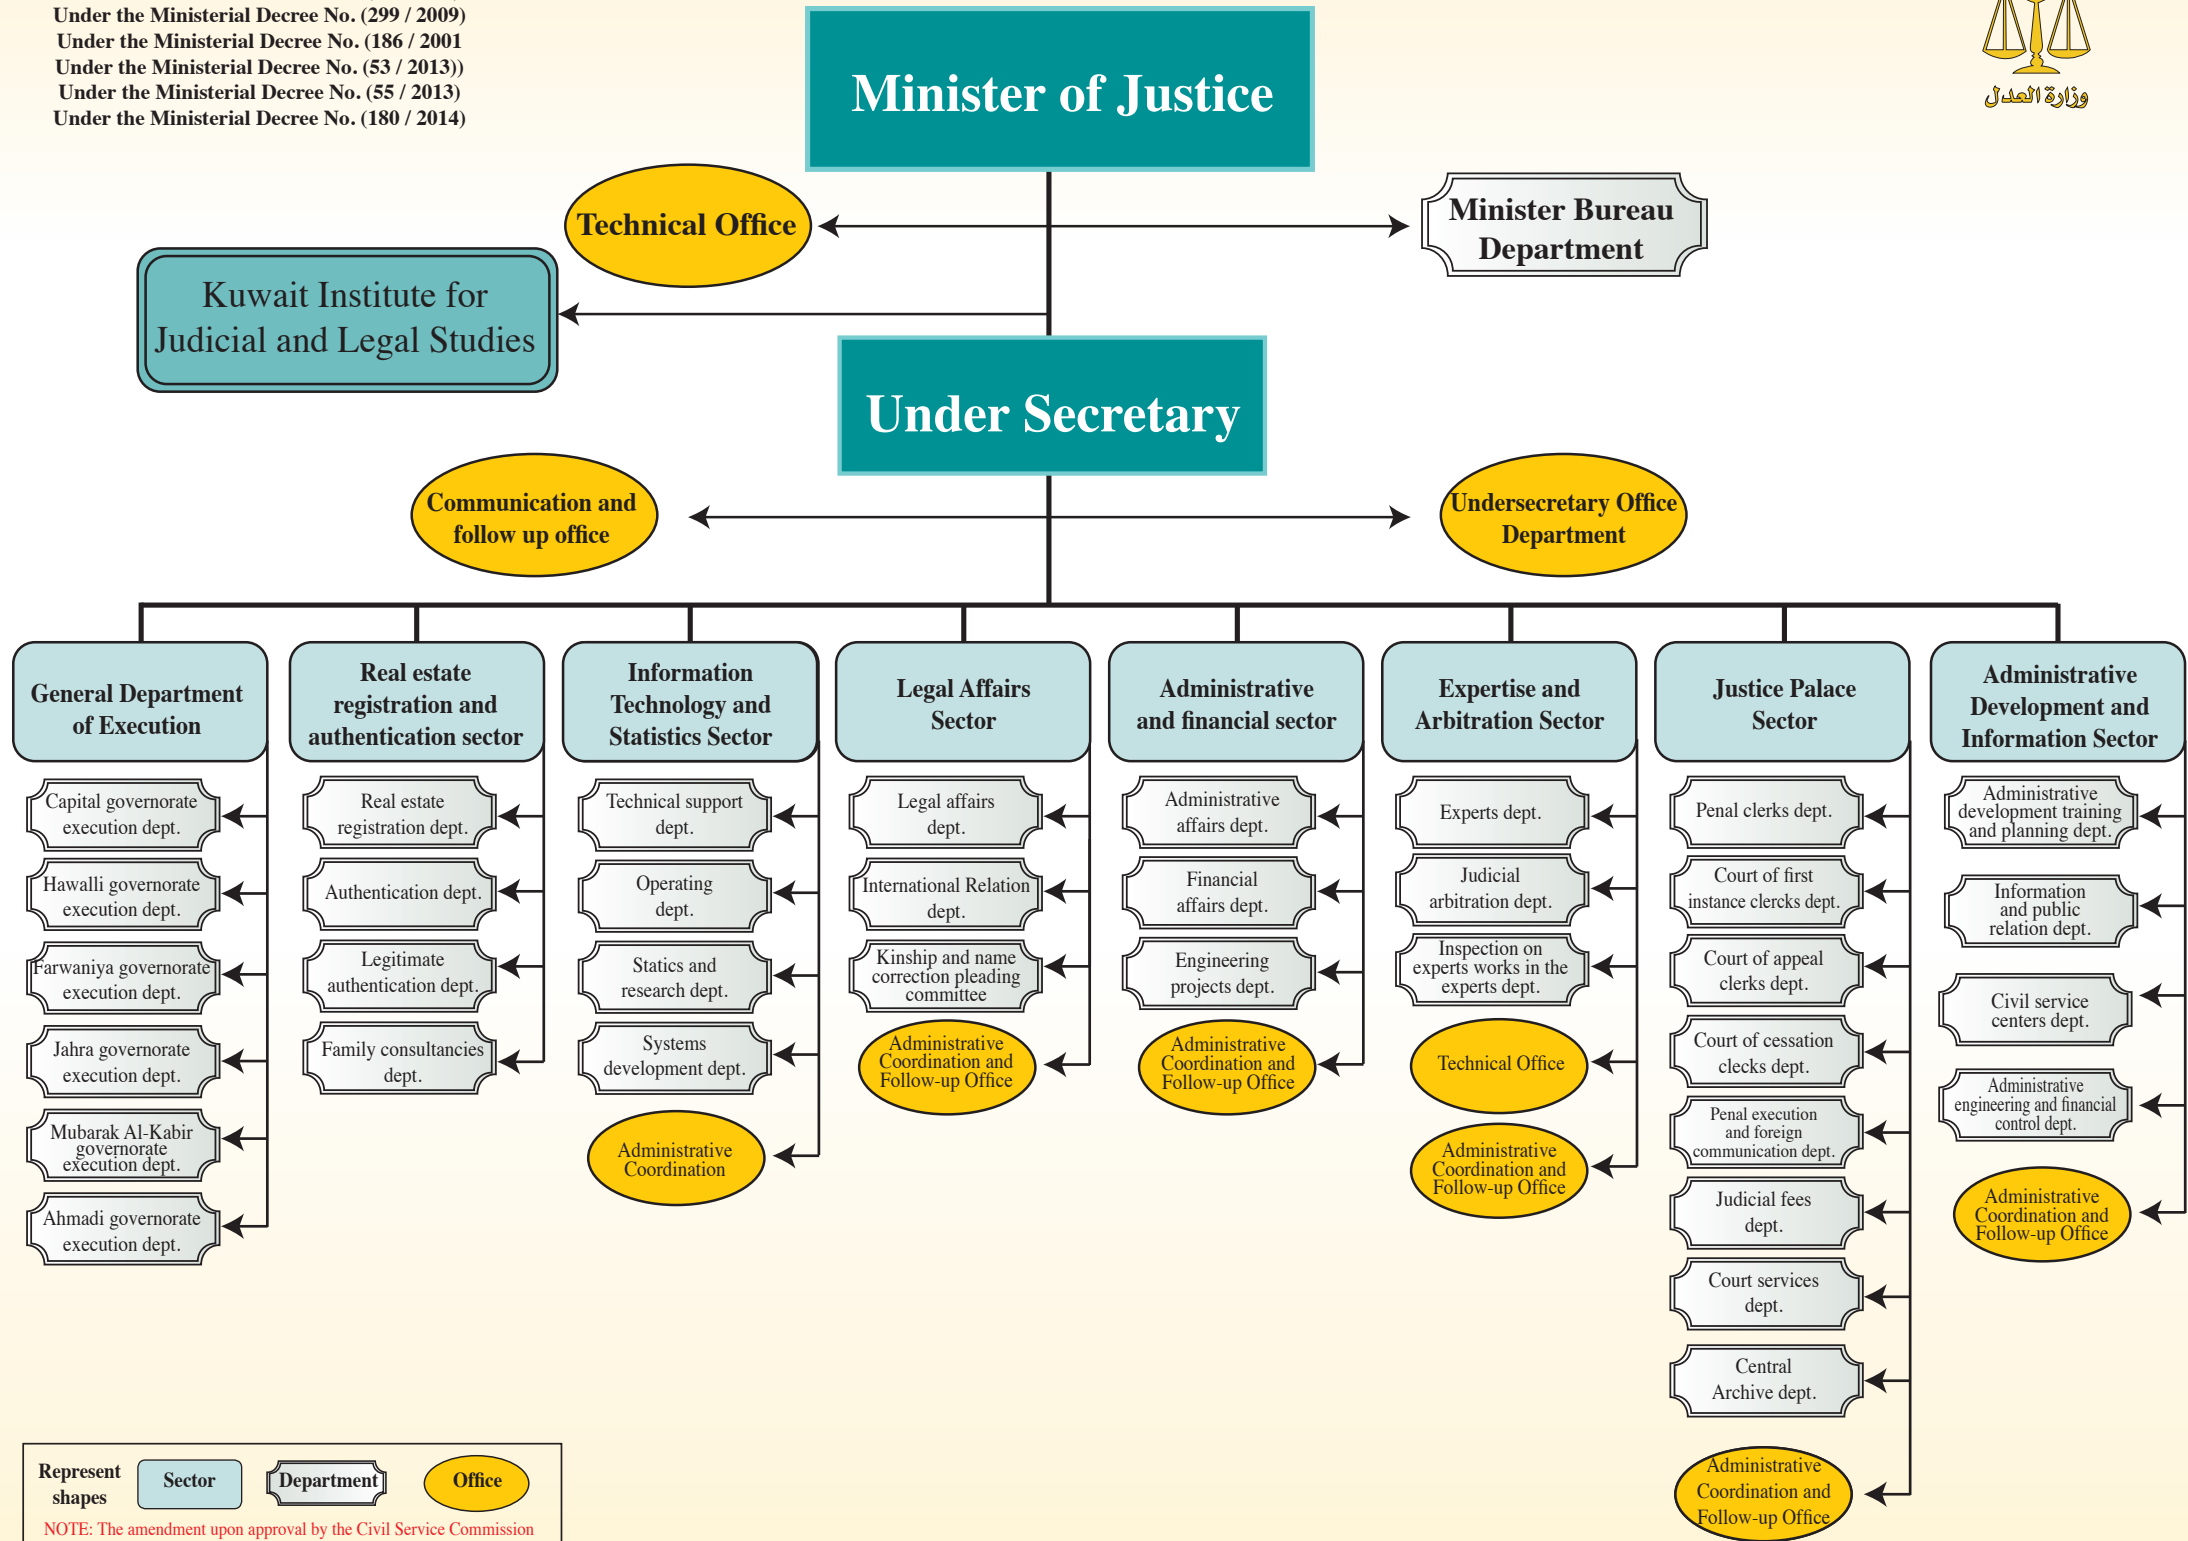 Under the Ministerial Decree No. (299 / 2009)
Under the Ministerial Decree No. (186 / 2001
Under the Ministerial Decree No. (53 / 2013))
Under the Ministerial Decree No. (55 / 2013)
Under the Ministerial Decree No. (180 / 2014)
Minister of Justice
وزارة العدل
Technical Office
Minister Bureau
Department
Kuwait Institute for
Judicial and Legal Studies
Under Secretary
Communication and
follow up office
Undersecretary Office
Department
General Department
of Execution
Capital governorate
execution dept.
Hawalli governorate
execution dept.
Farwaniya governorate
execution dept.
Jahra governorate
execution dept.
Mubarak Al-Kabir
governorate
execution dept.
Ahmadi governorate
execution dept.
Real estate
registration and
authentication sector
Real estate
registration dept.
Authentication dept.
Legitimate
authentication dept.
Family consultancies
dept.
Information
Technology and
Statistics Sector
Technical support
dept.
Operating
dept.
Statics and
research dept.
Systems
development dept.
Administrative
Coordination
Legal Affairs
Sector
Legal affairs
dept.
International Relation
dept.
Kinship and name
correction pleading
committee
Administrative
Coordination and
Follow-up Office
Administrative
and financial sector
Administrative
affairs dept.
Financial
affairs dept.
Engineering
projects dept.
Administrative
Coordination and
Follow-up Office
Expertise and
Arbitration Sector
Experts dept.
Judicial
arbitration dept.
Inspection on
experts works in the
experts dept.
Technical Office
Administrative
Coordination and
Follow-up Office
Justice Palace
Sector
Penal clerks dept.
Court of first
instance clercks dept.
Court of appeal
clerks dept.
Court of cessation
clecks dept.
Penal execution
and foreign
communication dept.
Judicial fees
dept.
Court services
dept.
Central
Archive dept.
Administrative
Coordination and
Follow-up Office
Administrative
Development and
Information Sector
Administrative
development training
and planning dept.
Information
and public
relation dept.
Civil service
centers dept.
Administrative
engineering and financial
control dept.
Administrative
Coordination and
Follow-up Office
Represent
shapes
Sector
Department
Office
NOTE: The amendment upon approval by the Civil Service Commission